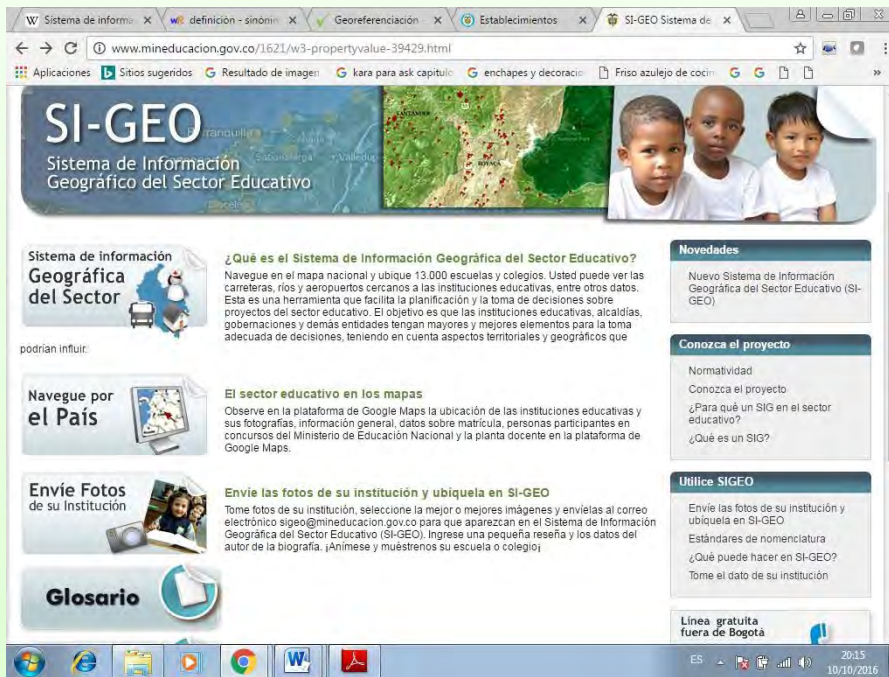 Sistema de informa
definición - sinónim
Georeferenciación
Establecimientos
SI-GEO Sistema de
www.mineducacion.gov.co/1621/w3-propertyvalue-39429.html
Aplicaciones
Sitios sugeridos
Resultado de imagen
kara para ask capitulo
enchapes y decoracio
Friso azulejo de cocin
SI-GEO
Sistema de Información
Geográfico del Sector Educativo
SANTANDER
BOYACA
Sistema de información
Geográfica
del Sector
¿Qué es el Sistema de Información Geográfica del Sector Educativo?
Navegue en el mapa nacional y ubique 13.000 escuelas y colegios. Usted puede ver las
carreteras, ríos y aeropuertos cercanos a las instituciones educativas, entre otros datos.
Esta es una herramienta que facilita la planificación y la toma de decisiones sobre
proyectos del sector educativo. El objetivo es que las instituciones educativas, alcaldías,
gobernaciones y demás entidades tengan mayores y mejores elementos para la toma
adecuada de decisiones, teniendo en cuenta aspectos territoriales y geográficos que
podrían influir.
Navegue por
el País
El sector educativo en los mapas
Observe en la plataforma de Google Maps la ubicación de las instituciones educativas y
sus fotografías, información general, datos sobre matrícula, personas participantes en
concursos del Ministerio de Educación Nacional y la planta docente en la plataforma de
Google Maps.
Envíe Fotos
de su Institución
Envíe las fotos de su institución y ubíquela en SI-GEO
Tome fotos de su institución, seleccione la mejor o mejores imágenes y envíelas al correo
electrónico sigeo@mineducacion.gov.co para que aparezcan en el Sistema de Información
Geográfica del Sector Educativo (SI-GEO). Ingrese una pequeña reseña y los datos del
autor de la biografía. ¡Anímese y muéstrenos su escuela o colegio¡
Glosario
Novedades
Nuevo Sistema de Información
Geográfica del Sector Educativo (SI-
GEO)
Conozca el proyecto
Normatividad
Conozca el proyecto
¿Para qué un SIG en el sector
educativo?
¿Qué es un SIG?
Utilice SIGEO
Envíe las fotos de su institución y
ubíquela en SI-GEO
Estándares de nomenclatura
¿Qué puede hacer en SI-GEO?
Tome el dato de su institución
Línea gratuita
fuera de Bogotá
ES
20:15
10/10/2016